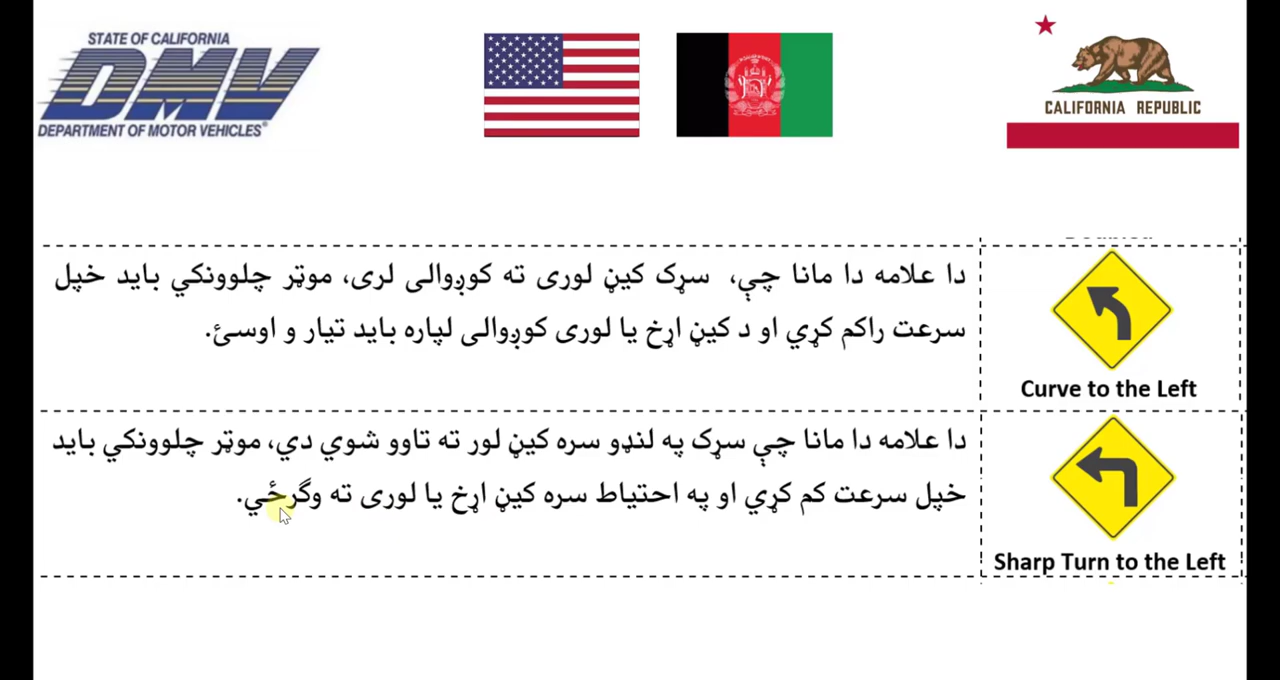 STATE OF CALIFORNIA
DMV
DEPARTMENT OF MOTOR VEHICLES
CALIFORNIA REPUBLIC
دا علامه دا مانا چې، سړک کیڼ لوری ته کوږوالی لری، موټر چلوونکي باید خپل
سرعت راکم کړي او د کیڼ اړخ یا لوری کوږوالی لپاره باید تیار و اوسئ.
Curve to the Left
دا علامه دا مانا چې سړک په لنډو سره کیڼ لور ته تاوو شوي دي، موټر چلوونکي باید
خپل سرعت کم کړي او په احتیاط سره کیڼ اړخ یا لوری ته وګرځي.
Sharp Turn to the Left